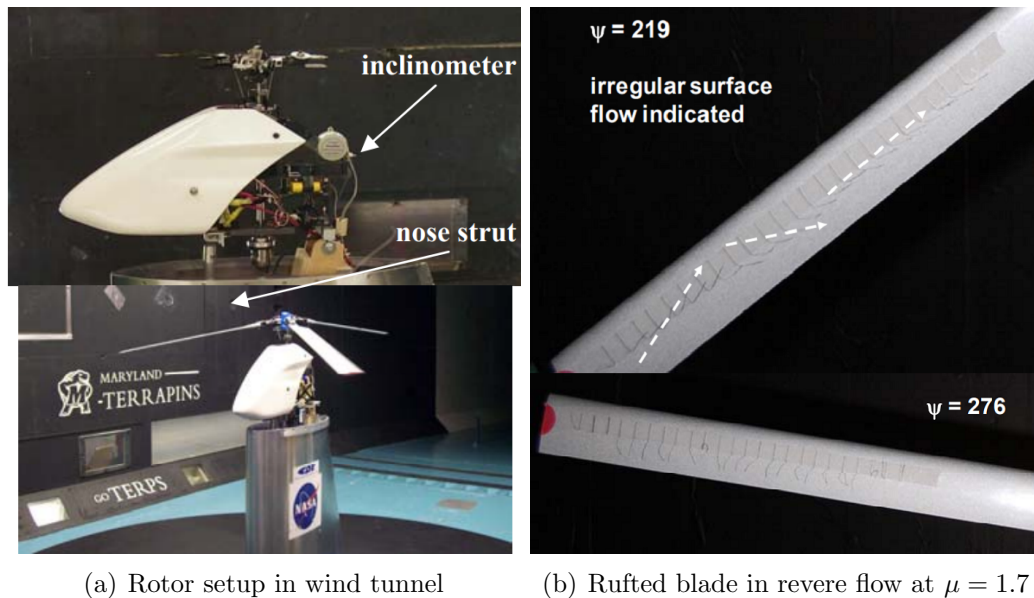 inclinometer
nose strut
MARYLAND
-TERRAPINS
GO TERPS
NASA
ψ = 219
irregular surface
flow indicated
ψ = 276
(a) Rotor setup in wind tunnel
(b) Rufted blade in revere flow at μ = 1.7